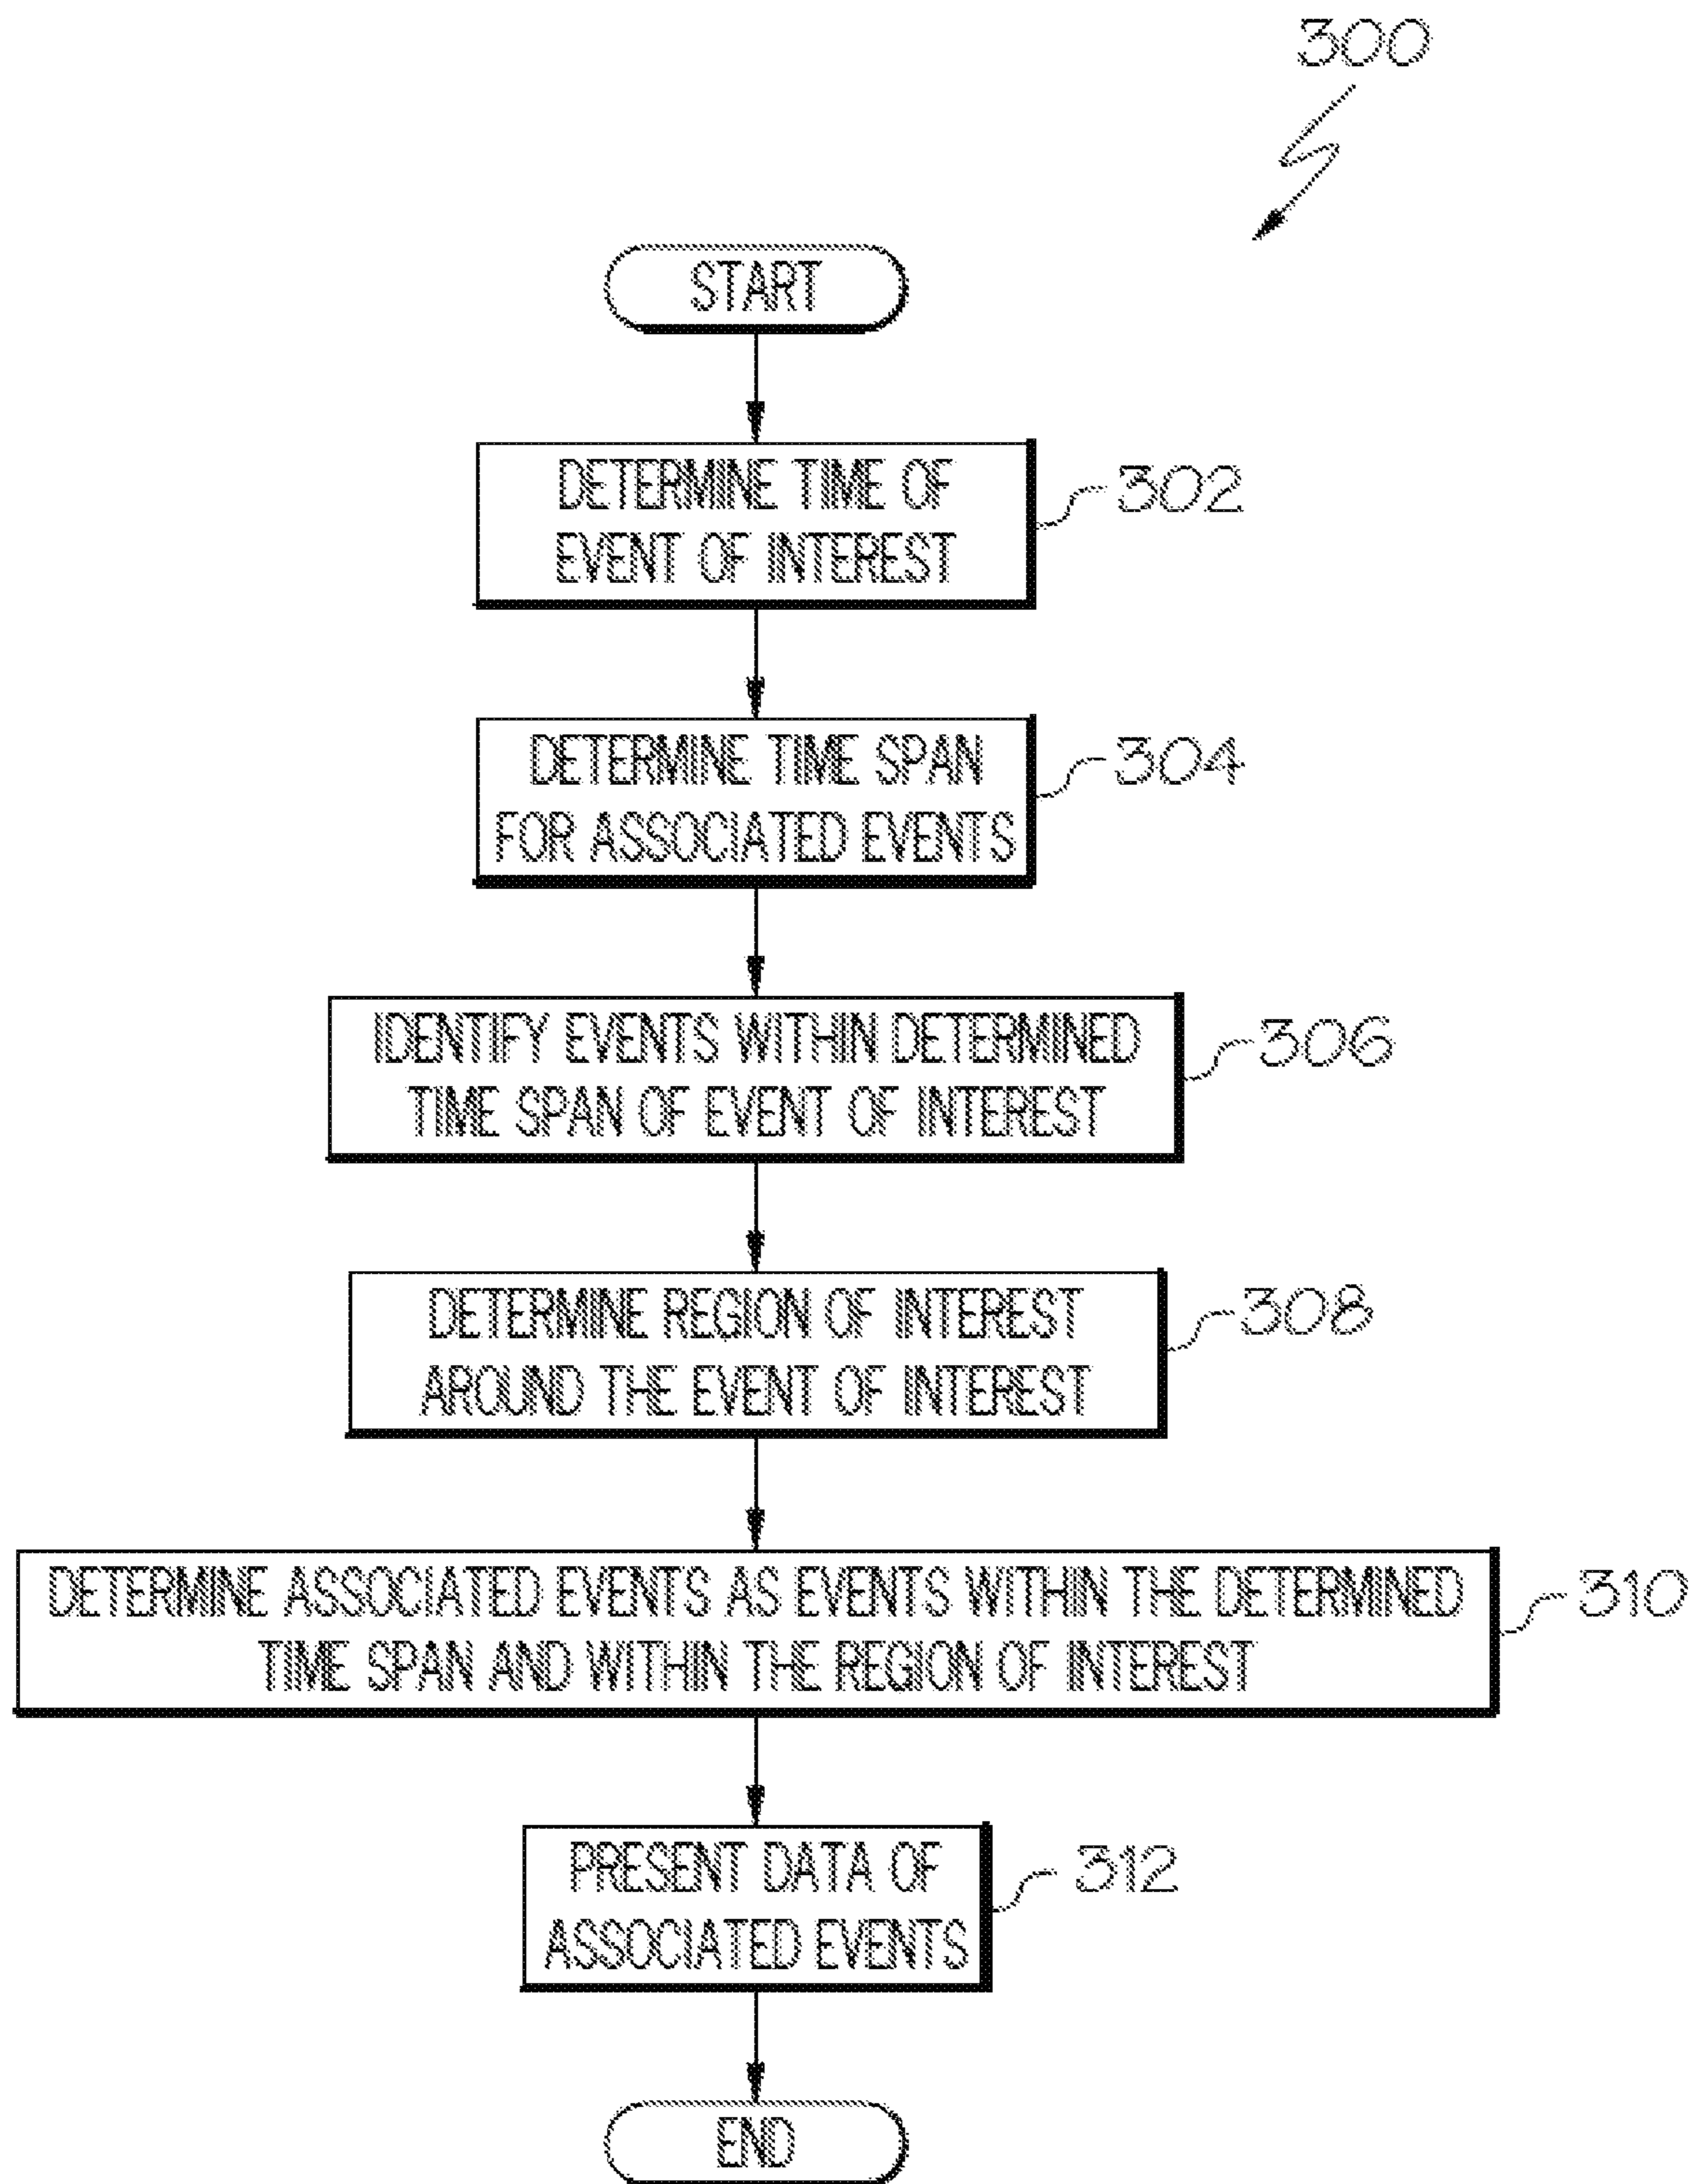 300
START
DETERMINE TIME OF
EVENT OF INTEREST
302
DETERMINE TIME SPAN
FOR ASSOCIATED EVENTS
304
IDENTIFY EVENTS WITHIN DETERMINED
TIME SPAN OF EVENT OF INTEREST
306
DETERMINE REGION OF INTEREST
AROUND THE EVENT OF INTEREST
308
DETERMINE ASSOCIATED EVENTS AS EVENTS WITHIN THE DETERMINED
TIME SPAN AND WITHIN THE REGION OF INTEREST
310
PRESENT DATA OF
ASSOCIATED EVENTS
312
END